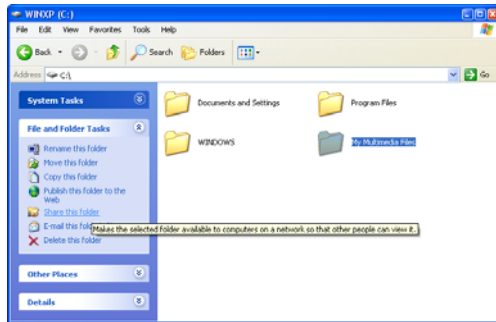 WINXP (C:)
File Edit View Favorites Tools Help
Back Search Folders
Address C:\ Go
System Tasks
Documents and Settings Program Files
File and Folder Tasks
WINDOWS My Multimedia Files
Rename this folder
Move this folder
Copy this folder
Publish this folder to the
Web
Share this folder
E-mail this fol
Makes the selected folder available to computers on a network so that other people can view it.
Delete this folder
Other Places
Details